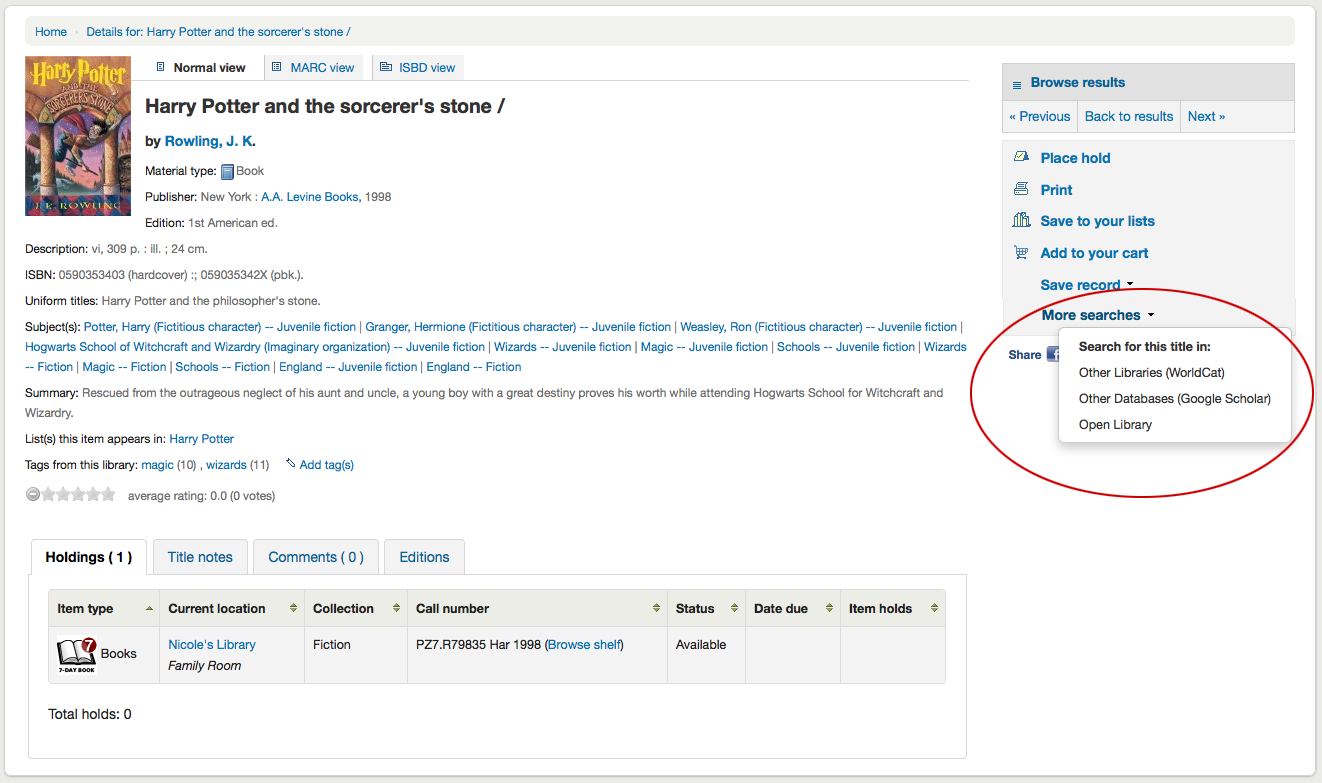 Home › Details for: Harry Potter and the sorcerer's stone /
Harry Potter
AND THE
SORCERER'S STONE
J. K. ROWLING
Normal view
MARC view
ISBD view
Harry Potter and the sorcerer's stone /
by Rowling, J. K.
Material type: Book
Publisher: New York : A.A. Levine Books, 1998
Edition: 1st American ed.
Description: vi, 309 p. : ill. ; 24 cm.
ISBN: 0590353403 (hardcover) :; 059035342X (pbk.).
Uniform titles: Harry Potter and the philosopher's stone.
Subject(s): Potter, Harry (Fictitious character) -- Juvenile fiction | Granger, Hermione (Fictitious character) -- Juvenile fiction | Weasley, Ron (Fictitious character) -- Juvenile fiction |
Hogwarts School of Witchcraft and Wizardry (Imaginary organization) -- Juvenile fiction | Wizards -- Juvenile fiction | Magic -- Juvenile fiction | Schools -- Juvenile fiction | Wizards
-- Fiction | Magic -- Fiction | Schools -- Fiction | England -- Juvenile fiction | England -- Fiction
Summary: Rescued from the outrageous neglect of his aunt and uncle, a young boy with a great destiny proves his worth while attending Hogwarts School for Witchcraft and
Wizardry.
List(s) this item appears in: Harry Potter
Tags from this library: magic (10) , wizards (11) Add tag(s)
average rating: 0.0 (0 votes)
Browse results
« Previous Back to results Next »
Place hold
Print
Save to your lists
Add to your cart
Save record
More searches
Share f
Search for this title in:
Other Libraries (WorldCat)
Other Databases (Google Scholar)
Open Library
Holdings ( 1 ) Title notes Comments ( 0 ) Editions
Item type Current location Collection Call number Status Date due Item holds
7
7-DAY BOOK
Books
Nicole's Library
Family Room
Fiction
PZ7.R79835 Har 1998 (Browse shelf)
Available
Total holds: 0